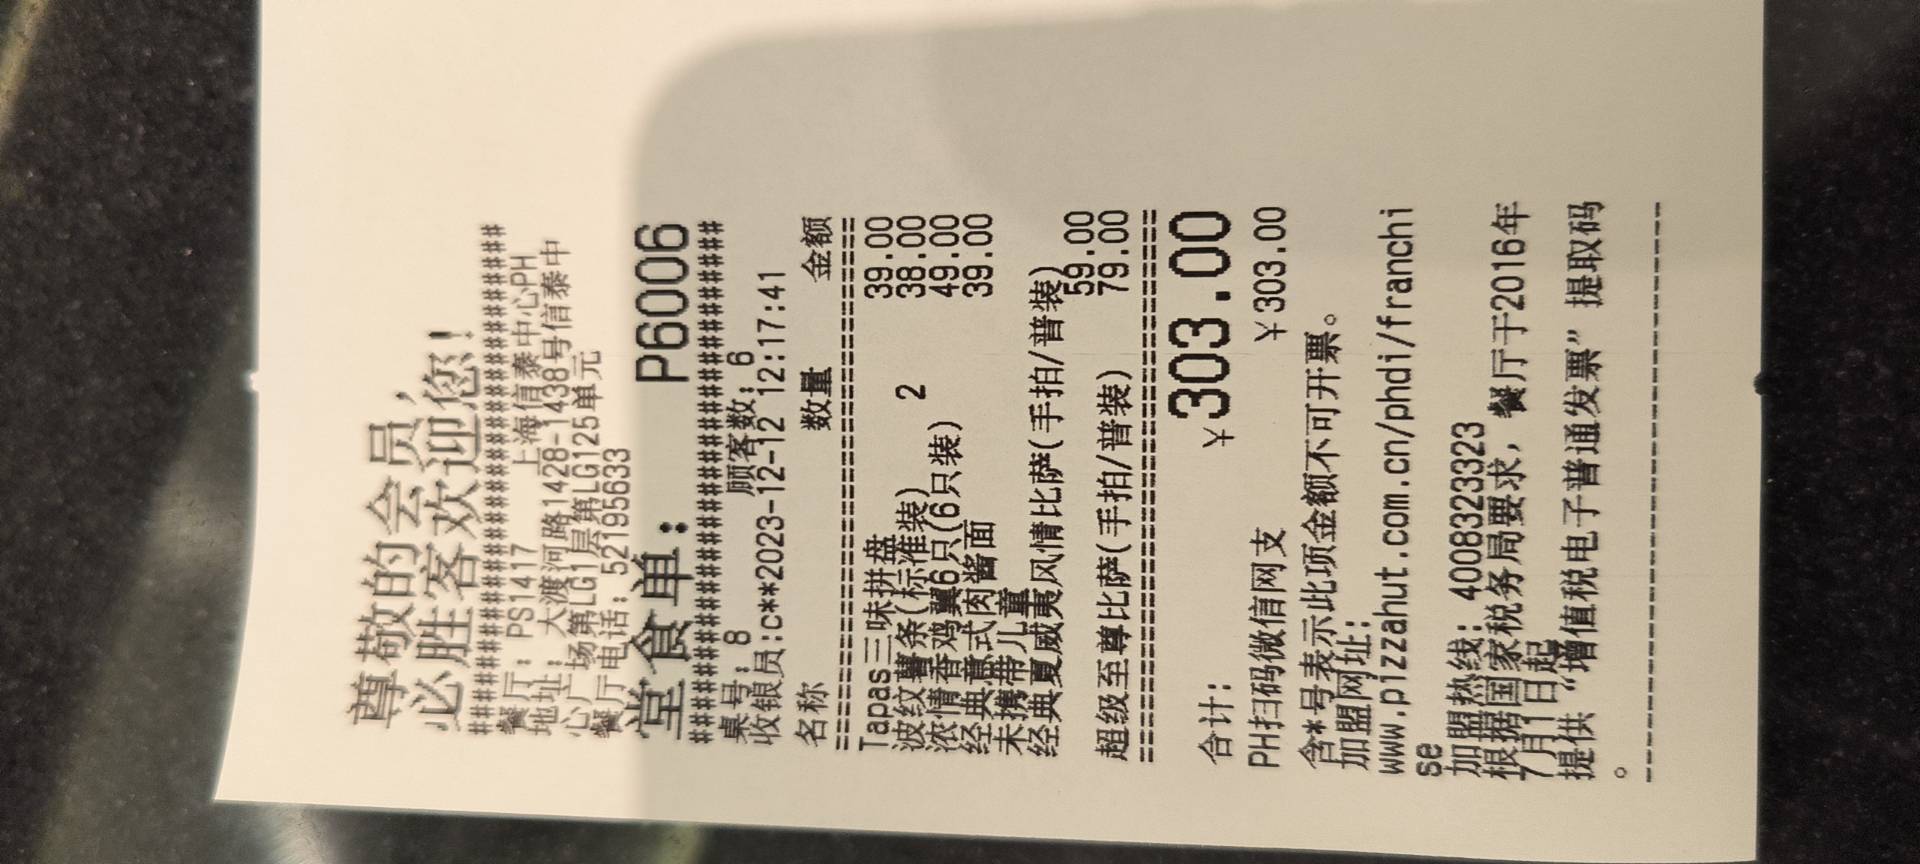 尊敬的会员，
必胜客欢迎您！
######################################
餐厅：PS1417 上海信泰中心PH
地址：大渡河路1428-1438号信泰中
心广场第LG1层第LG125单元
餐厅电话：52195633
堂食单： P6006
######################################
桌号：8 顾客数：6
收银员:c***2023-12-12 12:17:41
名称 数量 金额
======================================
Tapas三味拼盘 39.00
波纹薯条(标准装) 2 38.00
浓情香鸡翼6只(6只装) 49.00
经典意式肉酱面 39.00
未携带儿童
经典夏威夷风情比萨(手拍/普装)
59.00
超级至尊比萨(手拍/普装) 79.00
======================================
合计： ￥303.00
PH扫码微信网支 ￥303.00
含*号表示此项金额不可开票。
加盟网址：
www.pizzahut.com.cn/phdi/franchi
se
加盟热线：4008323323
根据国家税务局要求，餐厅于2016年
7月1日起
提供“增值税电子普通发票”提取码
。
--------------------------------------